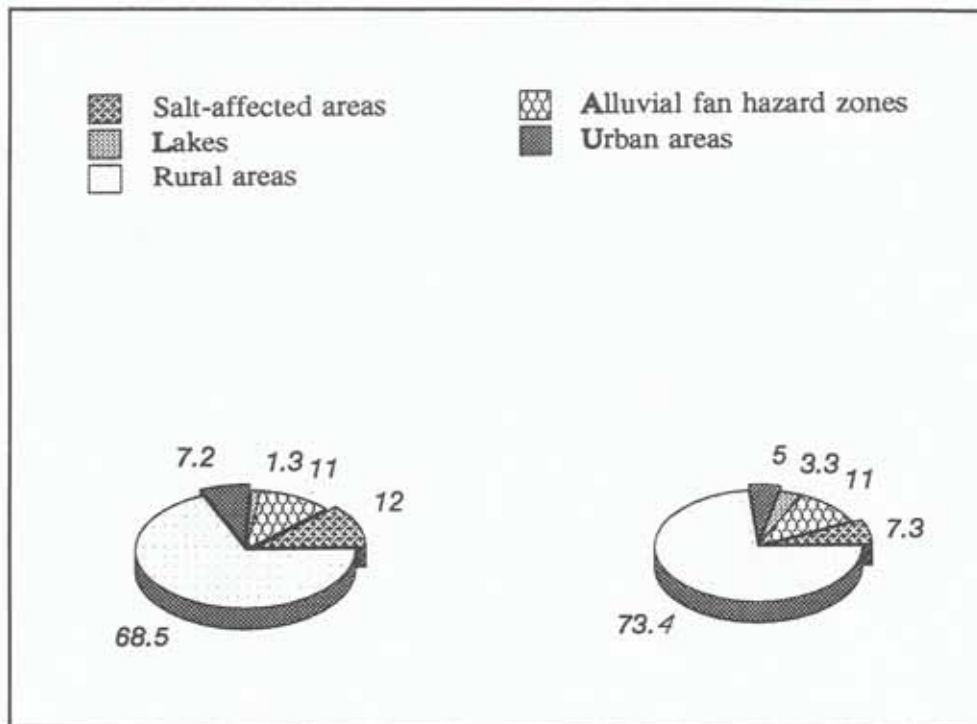 Salt-affected areas
Lakes
Rural areas
Alluvial fan hazard zones
Urban areas
7.2 1.3 11
12
68.5
5 3.3 11
7.3
73.4